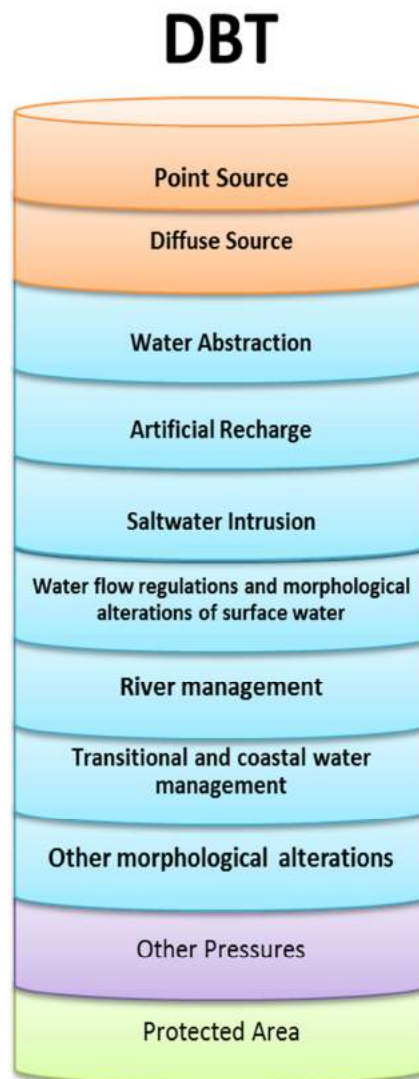 DBT
Point Source
Diffuse Source
Water Abstraction
Artificial Recharge
Saltwater Intrusion
Water flow regulations and morphological
alterations of surface water
River management
Transitional and coastal water
management
Other morphological alterations
Other Pressures
Protected Area